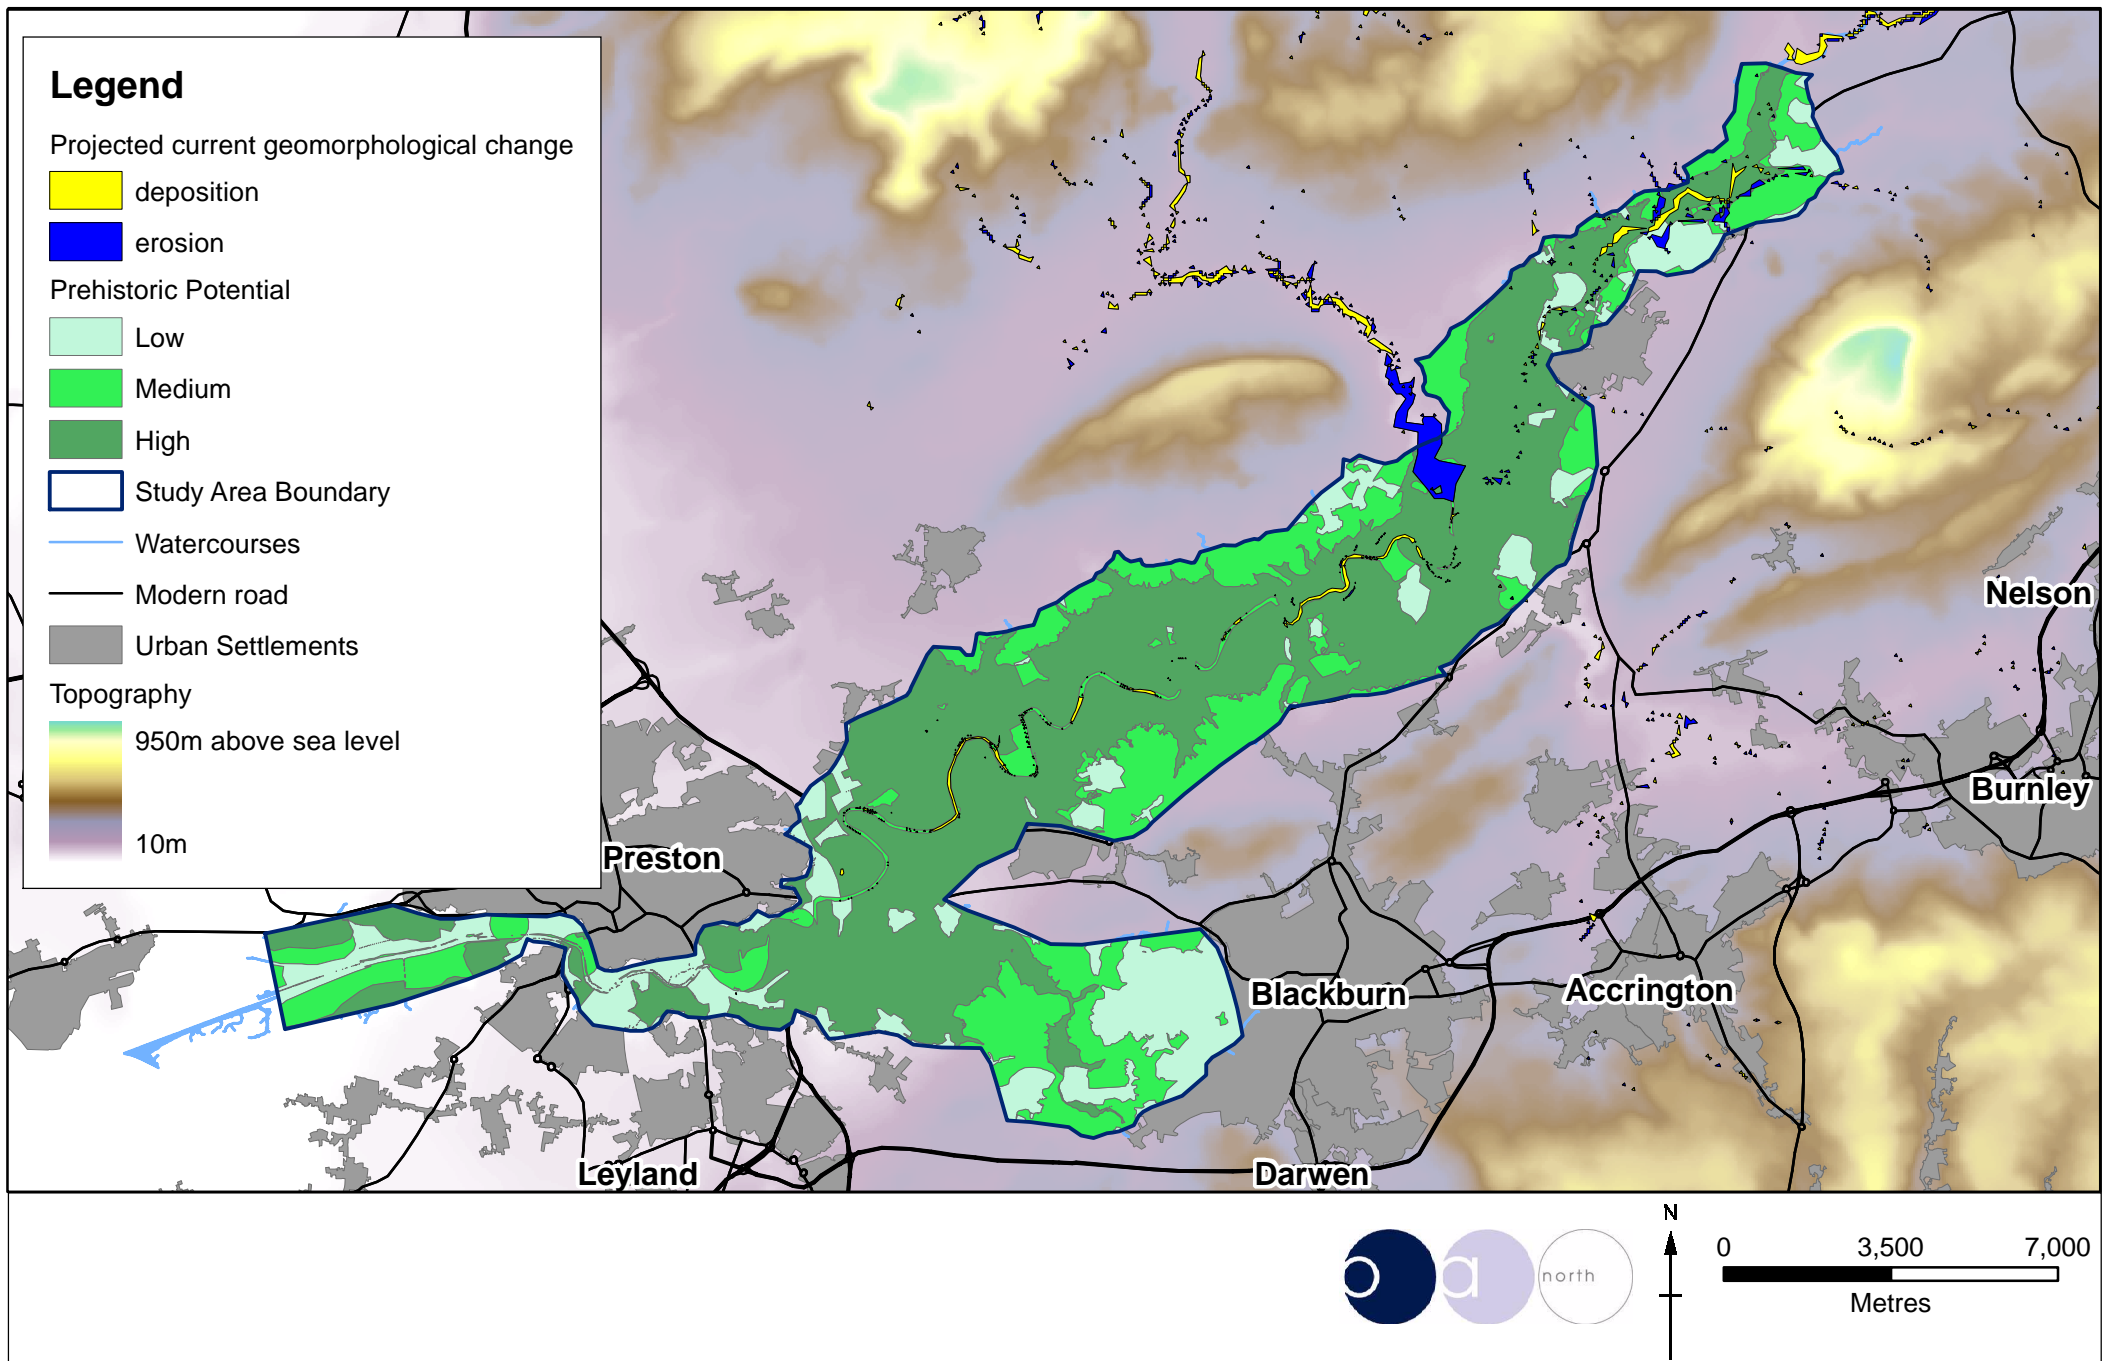 Legend
Projected current geomorphological change
deposition
erosion
Prehistoric Potential
Low
Medium
High
Study Area Boundary
Watercourses
Modern road
Urban Settlements
Topography
950m above sea level
10m
Nelson
Burnley
Preston
Blackburn
Accrington
Leyland
Darwen
o a north
N
0 3,500 7,000
Metres